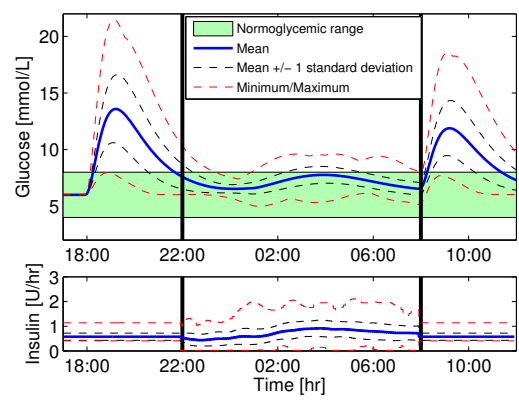 Normoglycemic range
Mean
Mean +/− 1 standard deviation
Minimum/Maximum
Glucose [mmol/L]
20
15
10
5
18:00 22:00 02:00 06:00 10:00
Insulin [U/hr]
3
2
1
0
18:00 22:00 02:00 06:00 10:00
Time [hr]